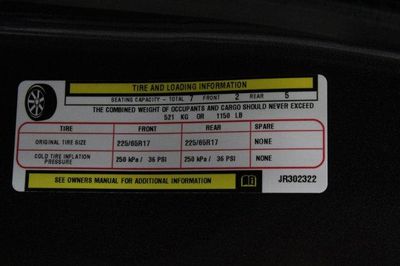 TIRE AND LOADING INFORMATION
SEATING CAPACITY - TOTAL 7 FRONT 2 REAR 5
THE COMBINED WEIGHT OF OCCUPANTS AND CARGO SHOULD NEVER EXCEED
521 KG OR 1150 LB
TIRE FRONT REAR SPARE
ORIGINAL TIRE SIZE 225/65R17 225/65R17 NONE
COLD TIRE INFLATION PRESSURE 250 kPa / 36 PSI 250 kPa / 36 PSI NONE
SEE OWNERS MANUAL FOR ADDITIONAL INFORMATION JR302322